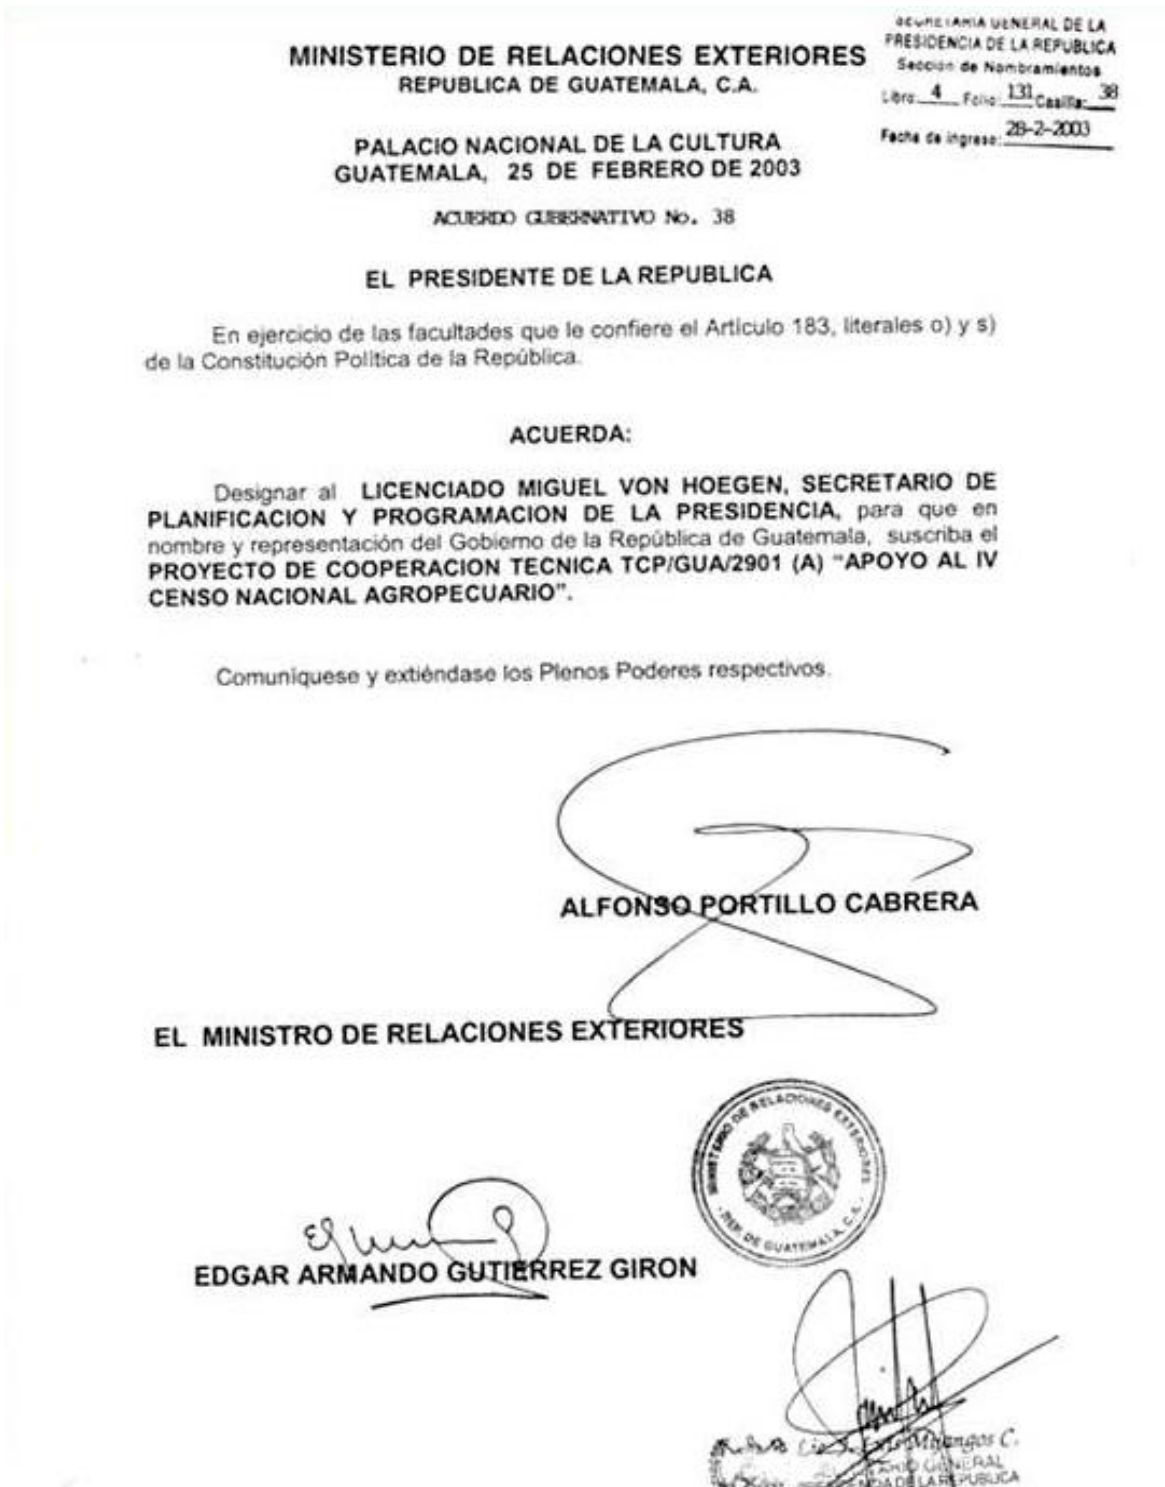 SECRETARIA GENERAL DE LA
PRESIDENCIA DE LA REPUBLICA
Sección de Nombramientos
Libro: 4 Folio: 131 Casilla: 38
Fecha de ingreso: 28-2-2003
MINISTERIO DE RELACIONES EXTERIORES
REPUBLICA DE GUATEMALA, C.A.
PALACIO NACIONAL DE LA CULTURA
GUATEMALA, 25 DE FEBRERO DE 2003
ACUERDO GUBERNATIVO No. 38
EL PRESIDENTE DE LA REPUBLICA
En ejercicio de las facultades que le confiere el Artículo 183, literales o) y s)
de la Constitución Política de la República.
ACUERDA:
Designar al LICENCIADO MIGUEL VON HOEGEN, SECRETARIO DE
PLANIFICACION Y PROGRAMACION DE LA PRESIDENCIA, para que en
nombre y representación del Gobierno de la República de Guatemala, suscriba el
PROYECTO DE COOPERACION TECNICA TCP/GUA/2901 (A) "APOYO AL IV
CENSO NACIONAL AGROPECUARIO".
Comuníquese y extiéndase los Plenos Poderes respectivos.
ALFONSO PORTILLO CABRERA
EL MINISTRO DE RELACIONES EXTERIORES
MINISTERIO DE RELACIONES EXTERIORES
REP. DE GUATEMALA, C.A.
EDGAR ARMANDO GUTIERREZ GIRON
Lic. J. Luis Mijangos C.
GENERAL
DE LA REPUBLICA